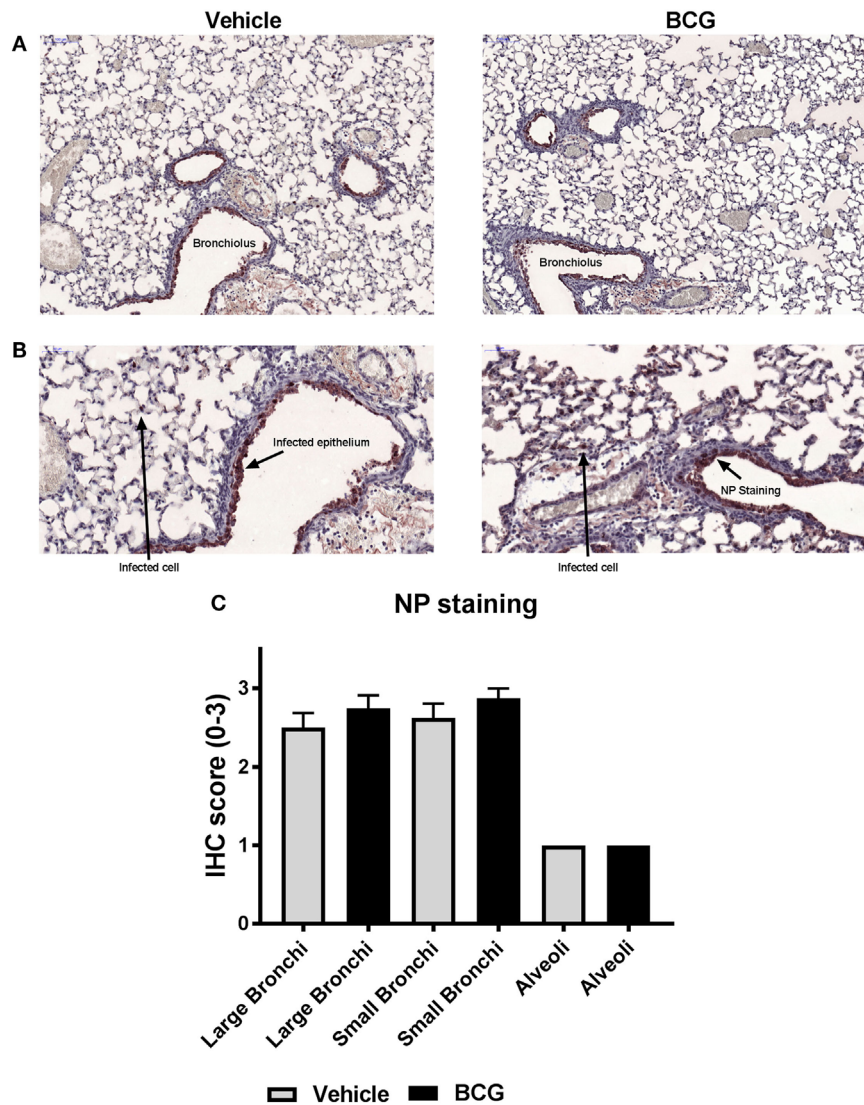 Vehicle
BCG
A
Bronchiolus
Bronchiolus
B
Infected epithelium
NP Staining
Infected cell
Infected cell
C
NP staining
IHC score (0-3)
3
2
1
0
Large Bronchi
Large Bronchi
Small Bronchi
Small Bronchi
Alveoli
Alveoli
Vehicle
BCG